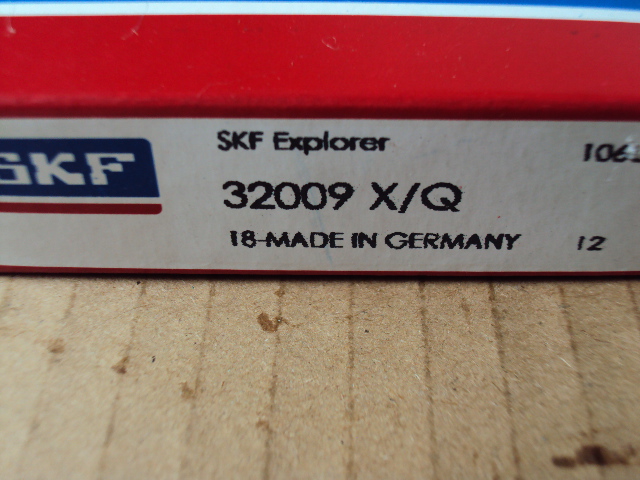 SKF
SKF Explorer
32009 X/Q
18-MADE IN GERMANY 12